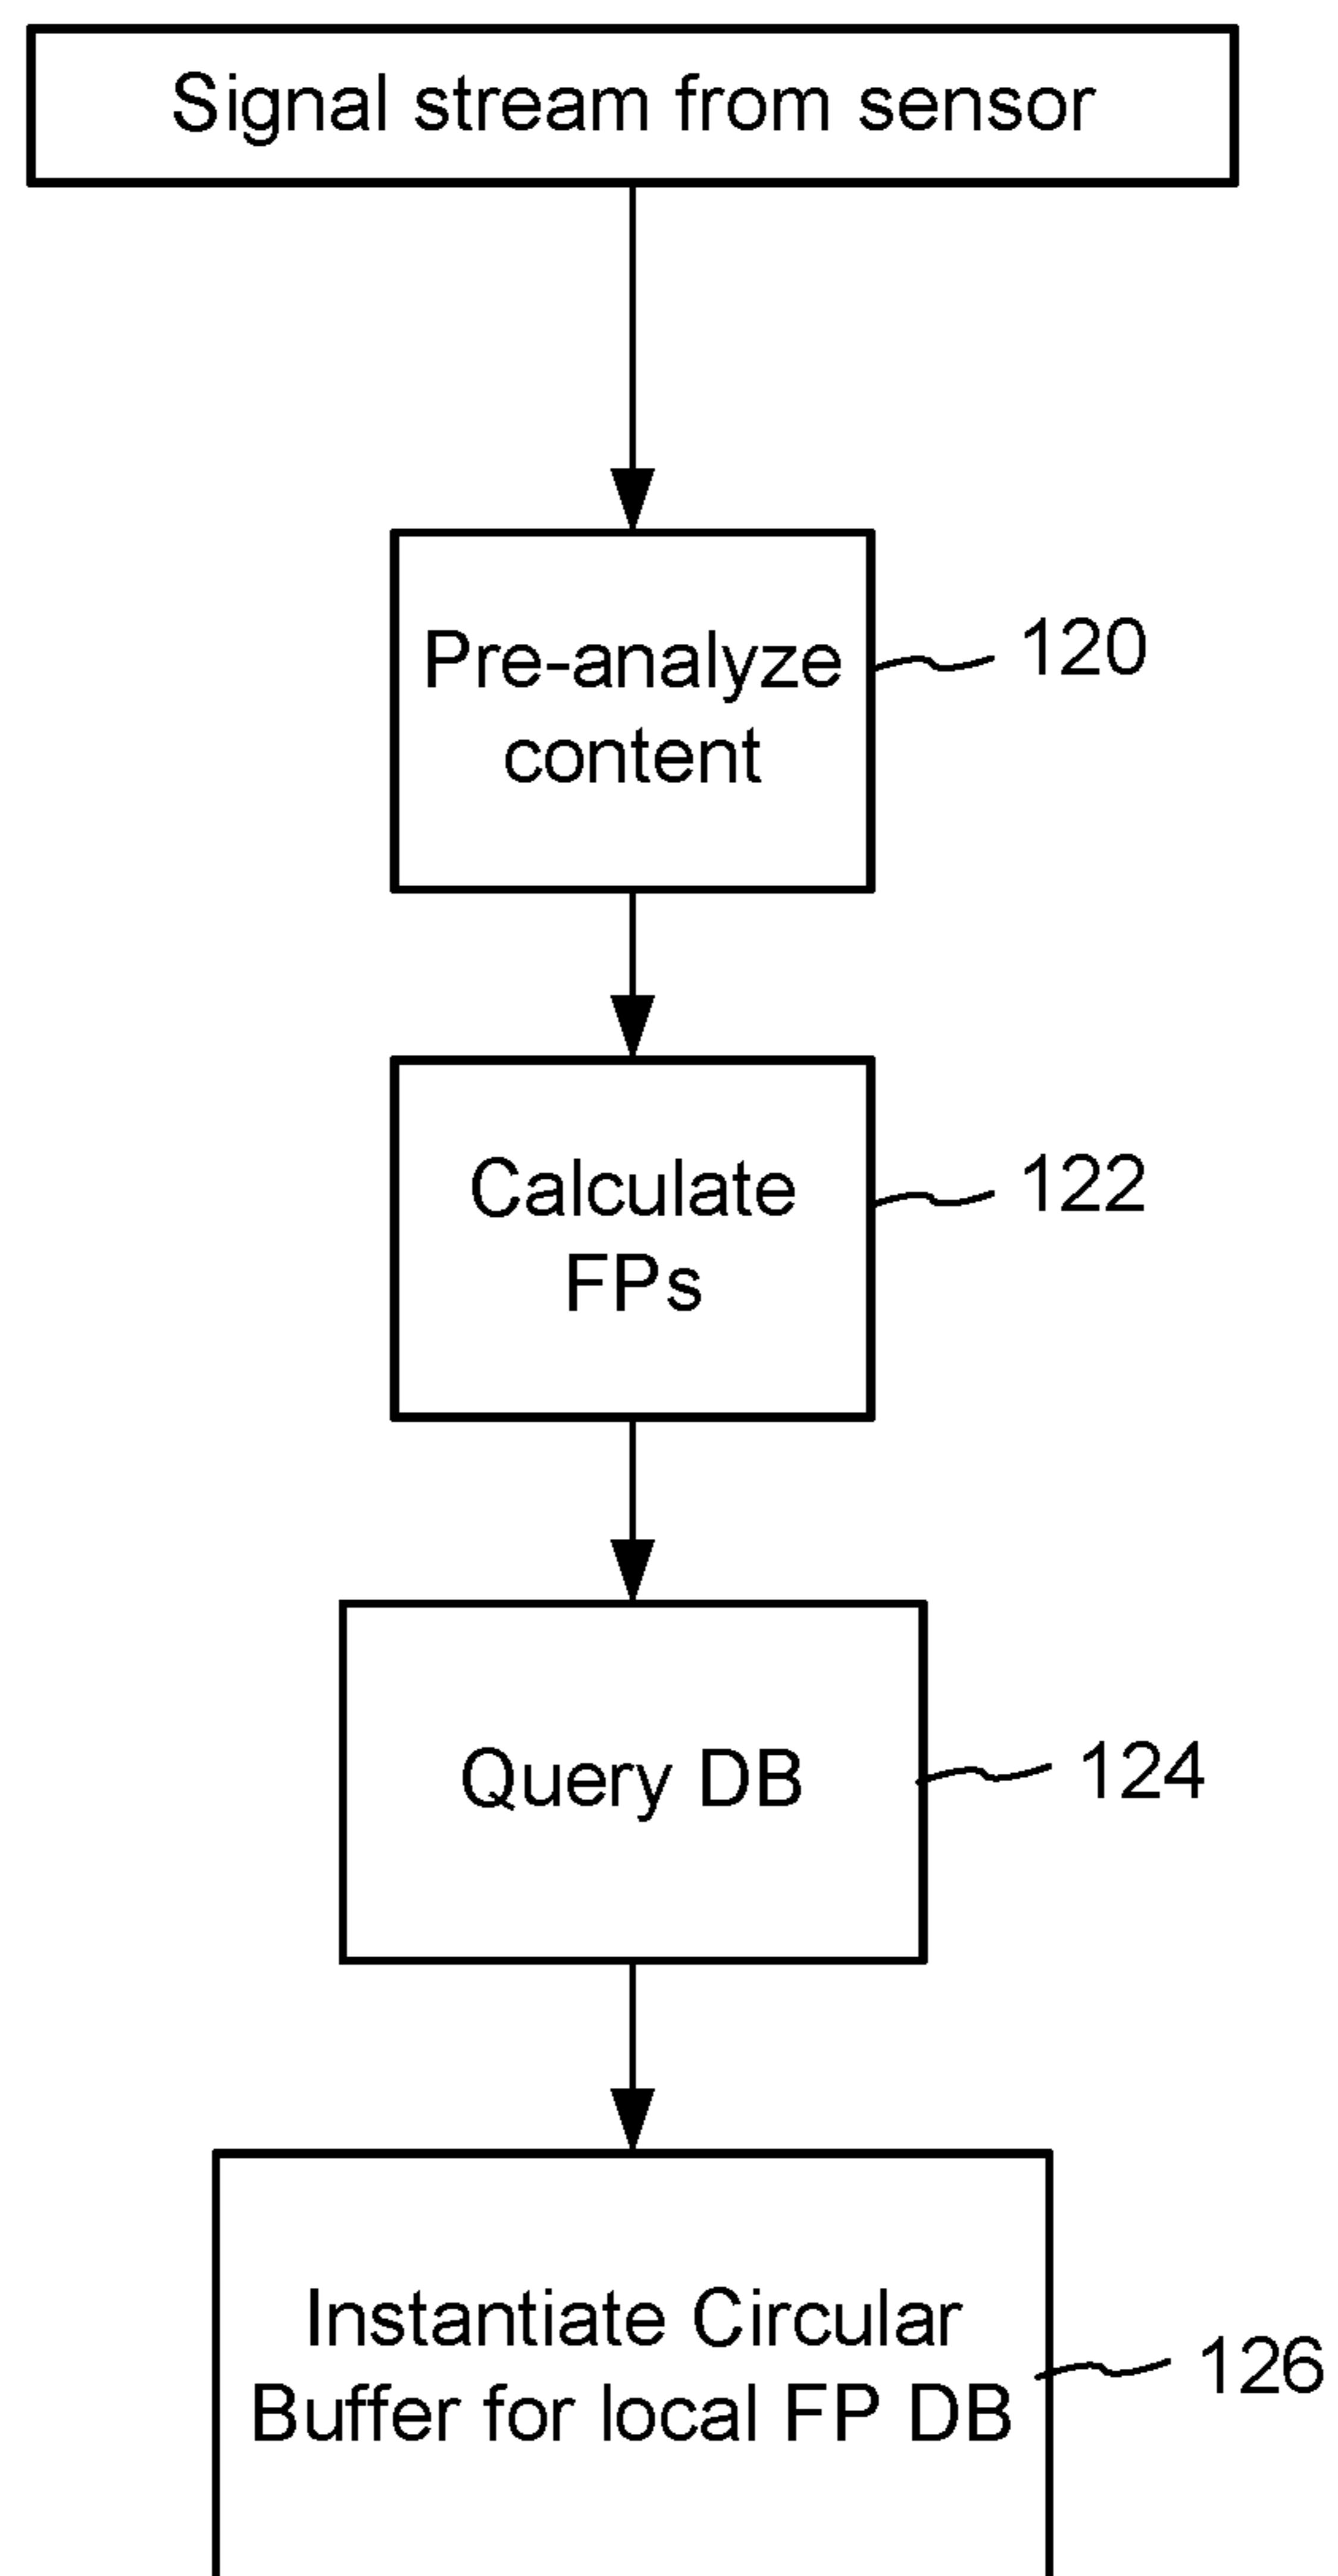 Signal stream from sensor
Pre-analyze
content
120
Calculate
FPs
122
Query DB
124
Instantiate Circular
Buffer for local FP DB
126